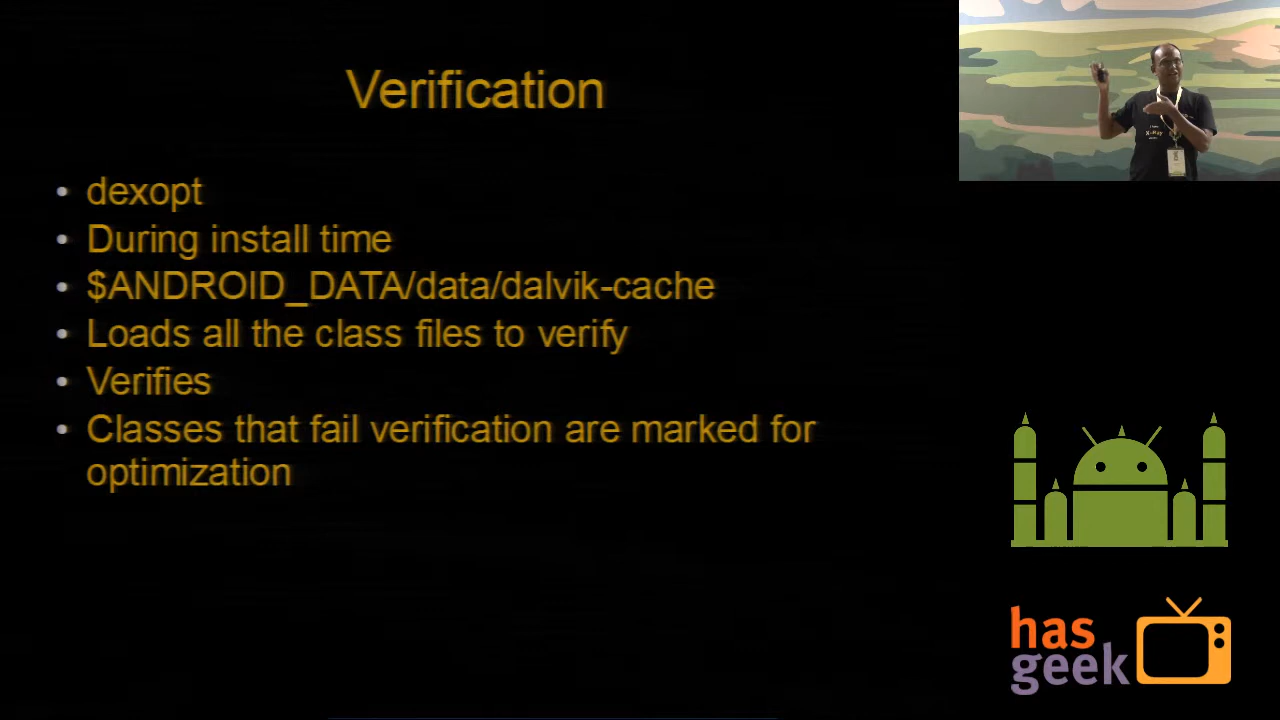 Verification
• dexopt
• During install time
• $ANDROID_DATA/data/dalvik-cache
• Loads all the class files to verify
• Verifies
• Classes that fail verification are marked for
optimization
X-Ray
has
geek